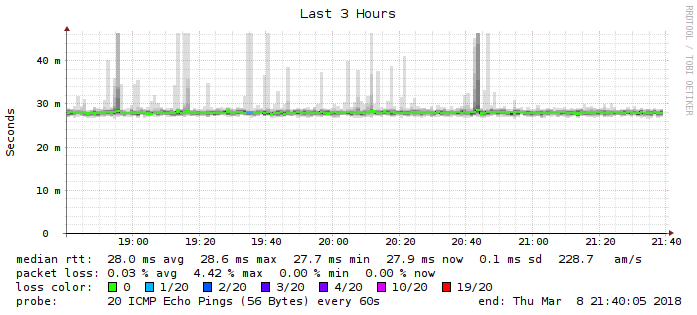 Last 3 Hours
RRDTOOL / TOBI OETIKER
Seconds
40 m
30 m
20 m
10 m
0
19:00 19:20 19:40 20:00 20:20 20:40 21:00 21:20 21:40
median rtt: 28.0 ms avg 28.6 ms max 27.7 ms min 27.9 ms now 0.1 ms sd 228.7 am/s
packet loss: 0.03 % avg 4.42 % max 0.00 % min 0.00 % now
loss color: 0 1/20 2/20 3/20 4/20 10/20 19/20
probe: 20 ICMP Echo Pings (56 Bytes) every 60s end: Thu Mar 8 21:40:05 2018